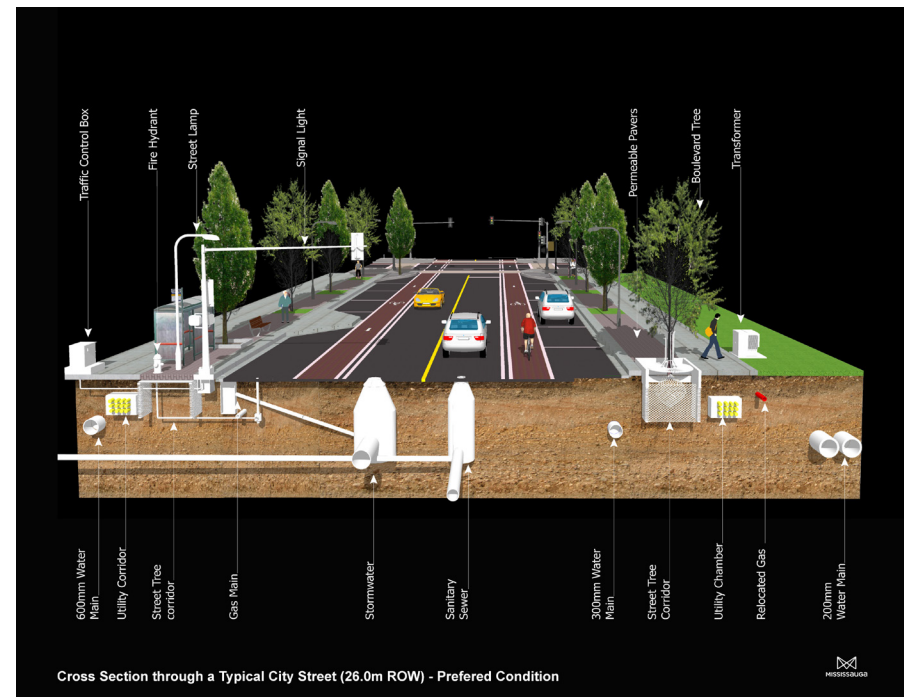 Traffic Control Box
Fire Hydrant
Street Lamp
Signal Light
Permeable Pavers
Boulevard Tree
Transformer
600mm Water
Main
Utility Corridor
Street Tree
corridor
Gas Main
Stormwater
Sanitary
Sewer
300mm Water
Main
Street Tree
Corridor
Utility Chamber
Relocated Gas
200mm
Water Main
Cross Section through a Typical City Street (26.0m ROW) - Prefered Condition
MISSISSAUGA